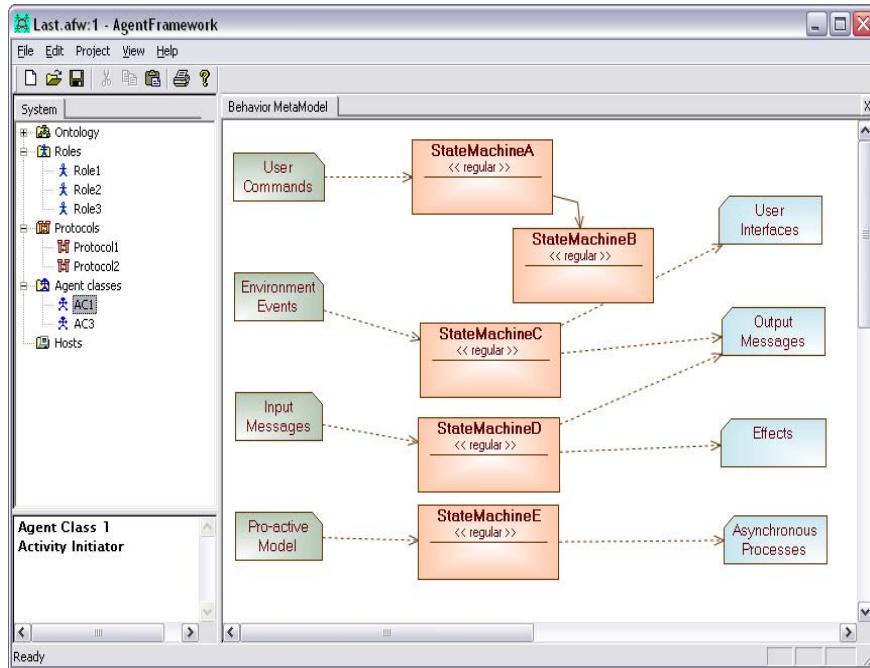 Last.afw:1 - AgentFramework
File Edit Project View Help
System
Ontology
Roles
Role1
Role2
Role3
Protocols
Protocol1
Protocol2
Agent classes
AC1
AC3
Hosts
Agent Class 1
Activity Initiator
Behavior MetaModel
X
User
Commands
StateMachineA
<< regular >>
StateMachineB
<< regular >>
User
Interfaces
Environment
Events
StateMachineC
<< regular >>
Output
Messages
Input
Messages
StateMachineD
<< regular >>
Effects
Pro-active
Model
StateMachineE
<< regular >>
Asynchronous
Processes
Ready